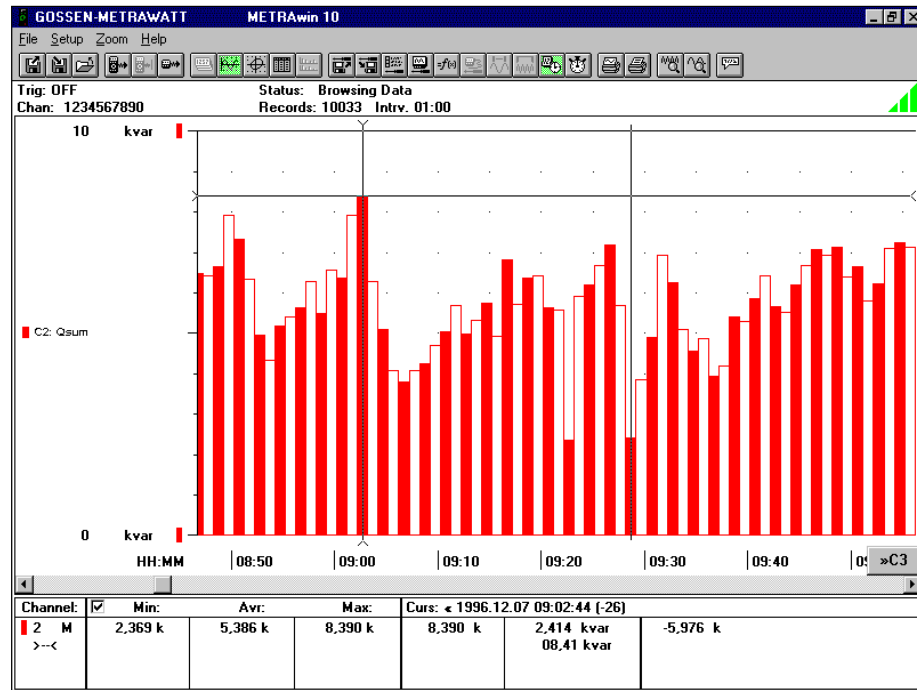 GOSSEN-METRAWATT METRAwin 10
File Setup Zoom Help
Trig: OFF Status: Browsing Data
Chan: 1234567890 Records: 10033 Intrv. 01:00
10 kvar
C2: Qsum
0 kvar
HH:MM 08:50 09:00 09:10 09:20 09:30 09:40 »C3
Channel: Min: Avr: Max: Curs: 1996.12.07 09:02:44 (-26)
2 M 2,369 k 5,386 k 8,390 k 8,390 k 2,414 kvar -5,976 k
>--< 08,41 kvar